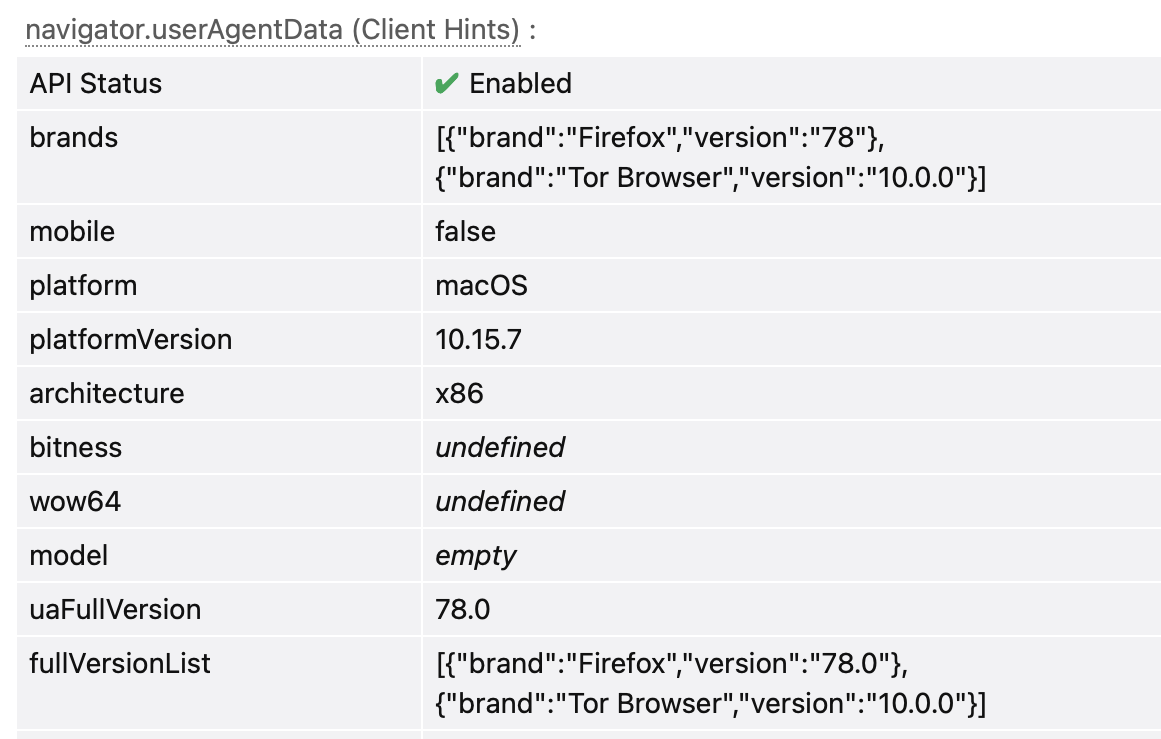 navigator.userAgentData (Client Hints) :
API Status ✔ Enabled
brands [{"brand":"Firefox","version":"78"},
{"brand":"Tor Browser","version":"10.0.0"}]
mobile false
platform macOS
platformVersion 10.15.7
architecture x86
bitness undefined
wow64 undefined
model empty
uaFullVersion 78.0
fullVersionList [{"brand":"Firefox","version":"78.0"},
{"brand":"Tor Browser","version":"10.0.0"}]